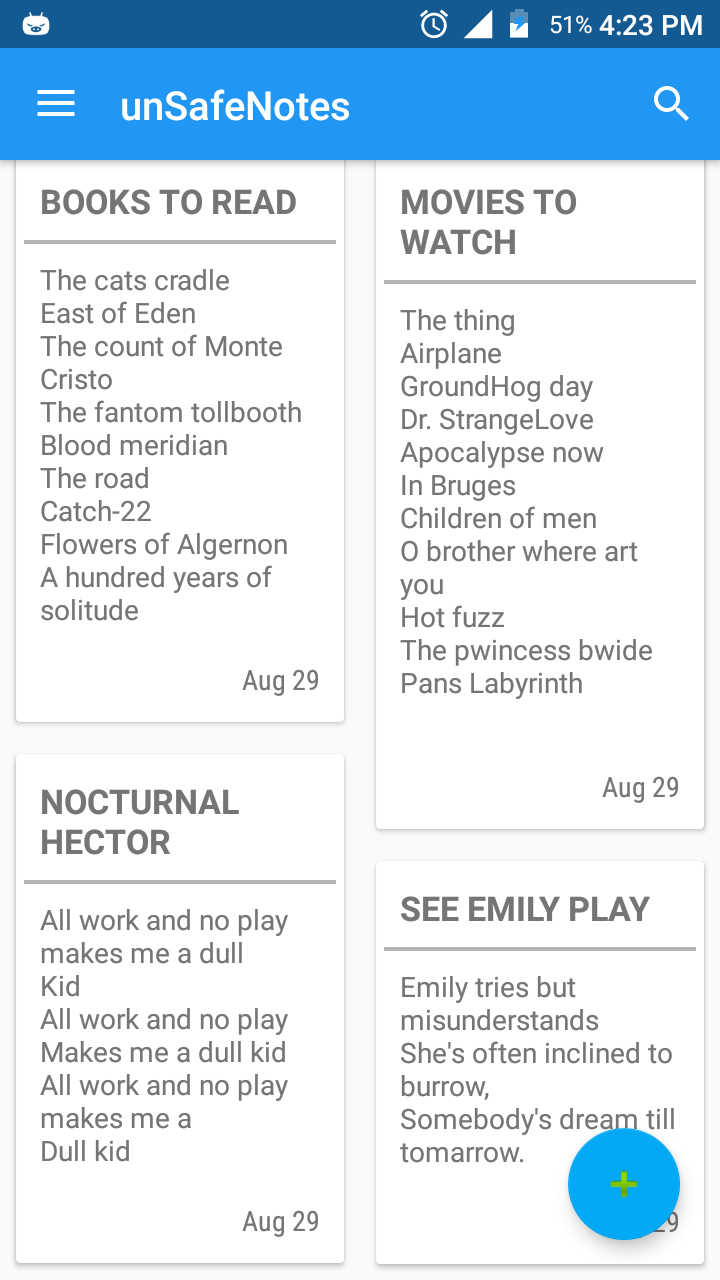 51% 4:23 PM
unSafeNotes
BOOKS TO READ
The cats cradle
East of Eden
The count of Monte
Cristo
The fantom tollbooth
Blood meridian
The road
Catch-22
Flowers of Algernon
A hundred years of
solitude
Aug 29
MOVIES TO
WATCH
The thing
Airplane
GroundHog day
Dr. StrangeLove
Apocalypse now
In Bruges
Children of men
O brother where art
you
Hot fuzz
The pwincess bwide
Pans Labyrinth
Aug 29
NOCTURNAL
HECTOR
All work and no play
makes me a dull
Kid
All work and no play
Makes me a dull kid
All work and no play
makes me a
Dull kid
Aug 29
SEE EMILY PLAY
Emily tries but
misunderstands
She's often inclined to
burrow,
Somebody's dream till
tomarrow.
29